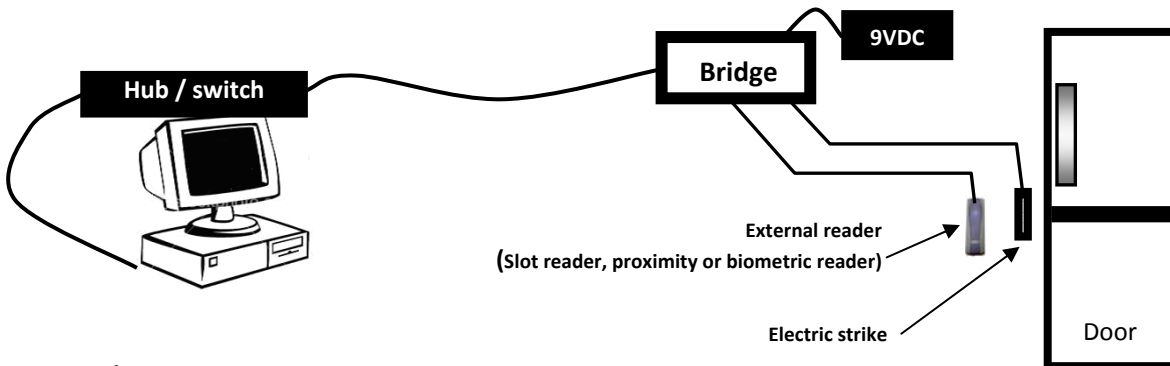 9VDC
Bridge
Hub / switch
External reader
(Slot reader, proximity or biometric reader)
Electric strike
Door